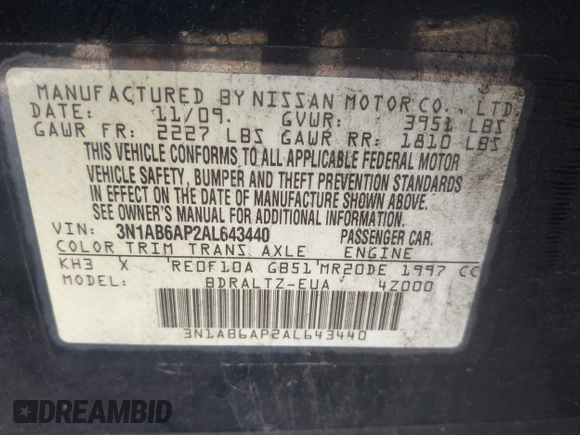 MANUFACTURED BY NISSAN MOTOR CO., LTD.
DATE: 11/09. GVWR: 3951 LBS
GAWR FR: 2227 LBS GAWR RR: 1810 LBS
THIS VEHICLE CONFORMS TO ALL APPLICABLE FEDERAL MOTOR
VEHICLE SAFETY, BUMPER AND THEFT PREVENTION STANDARDS
IN EFFECT ON THE DATE OF MANUFACTURE SHOWN ABOVE.
SEE OWNER'S MANUAL FOR ADDITIONAL INFORMATION.
VIN: 3N1AB6AP2AL643440 PASSENGER CAR.
COLOR TRIM TRANS AXLE ENGINE
KH3 X RE0F10A GB51 MR20DE 1997 CC
BDRALTZ-EUA 4Z000
3N1AB6AP2AL643440
DREAMBID